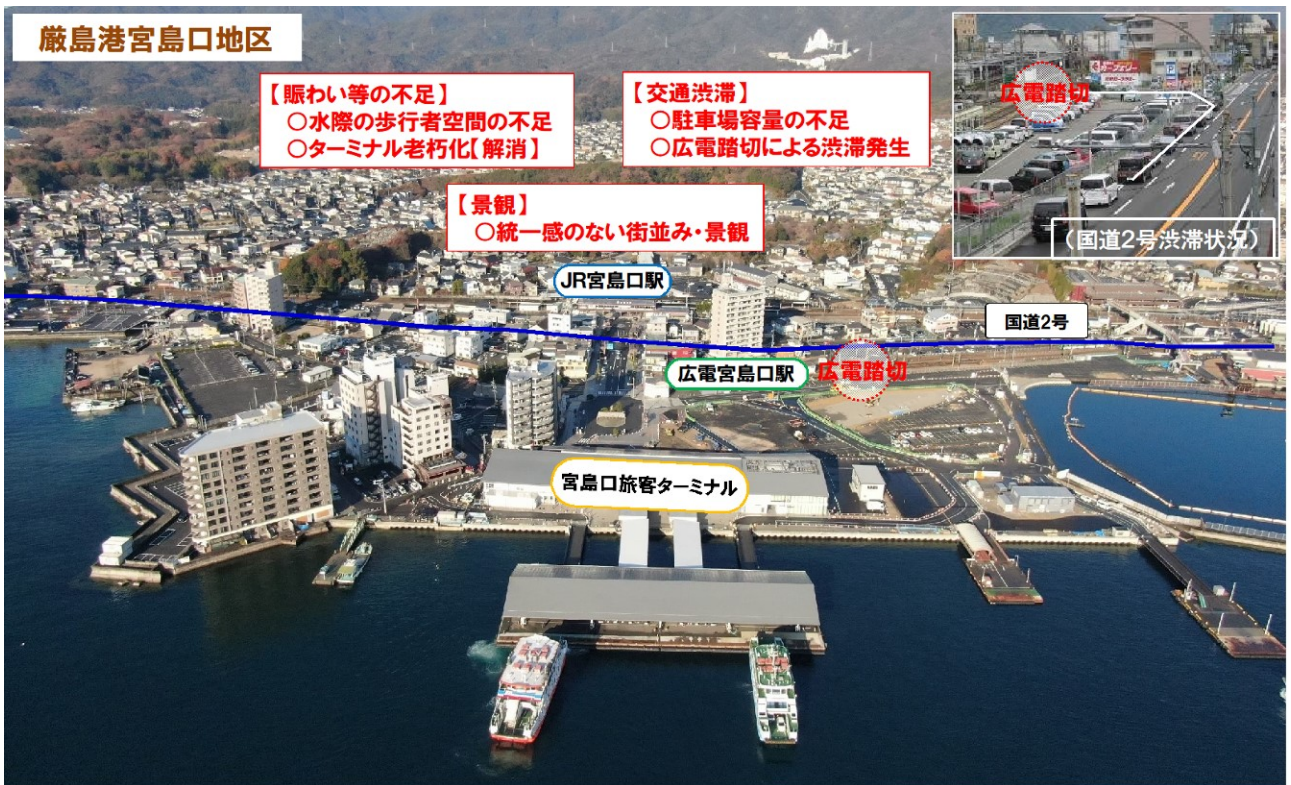 厳島港宮島口地区
【賑わい等の不足】
○水際の歩行者空間の不足
○ターミナル老朽化【解消】
【交通渋滞】
○駐車場容量の不足
○広電踏切による渋滞発生
【景観】
○統一感のない街並み・景観
広電踏切
(国道2号渋滞状況)
JR宮島口駅
国道2号
広電宮島口駅
広電踏切
宮島口旅客ターミナル